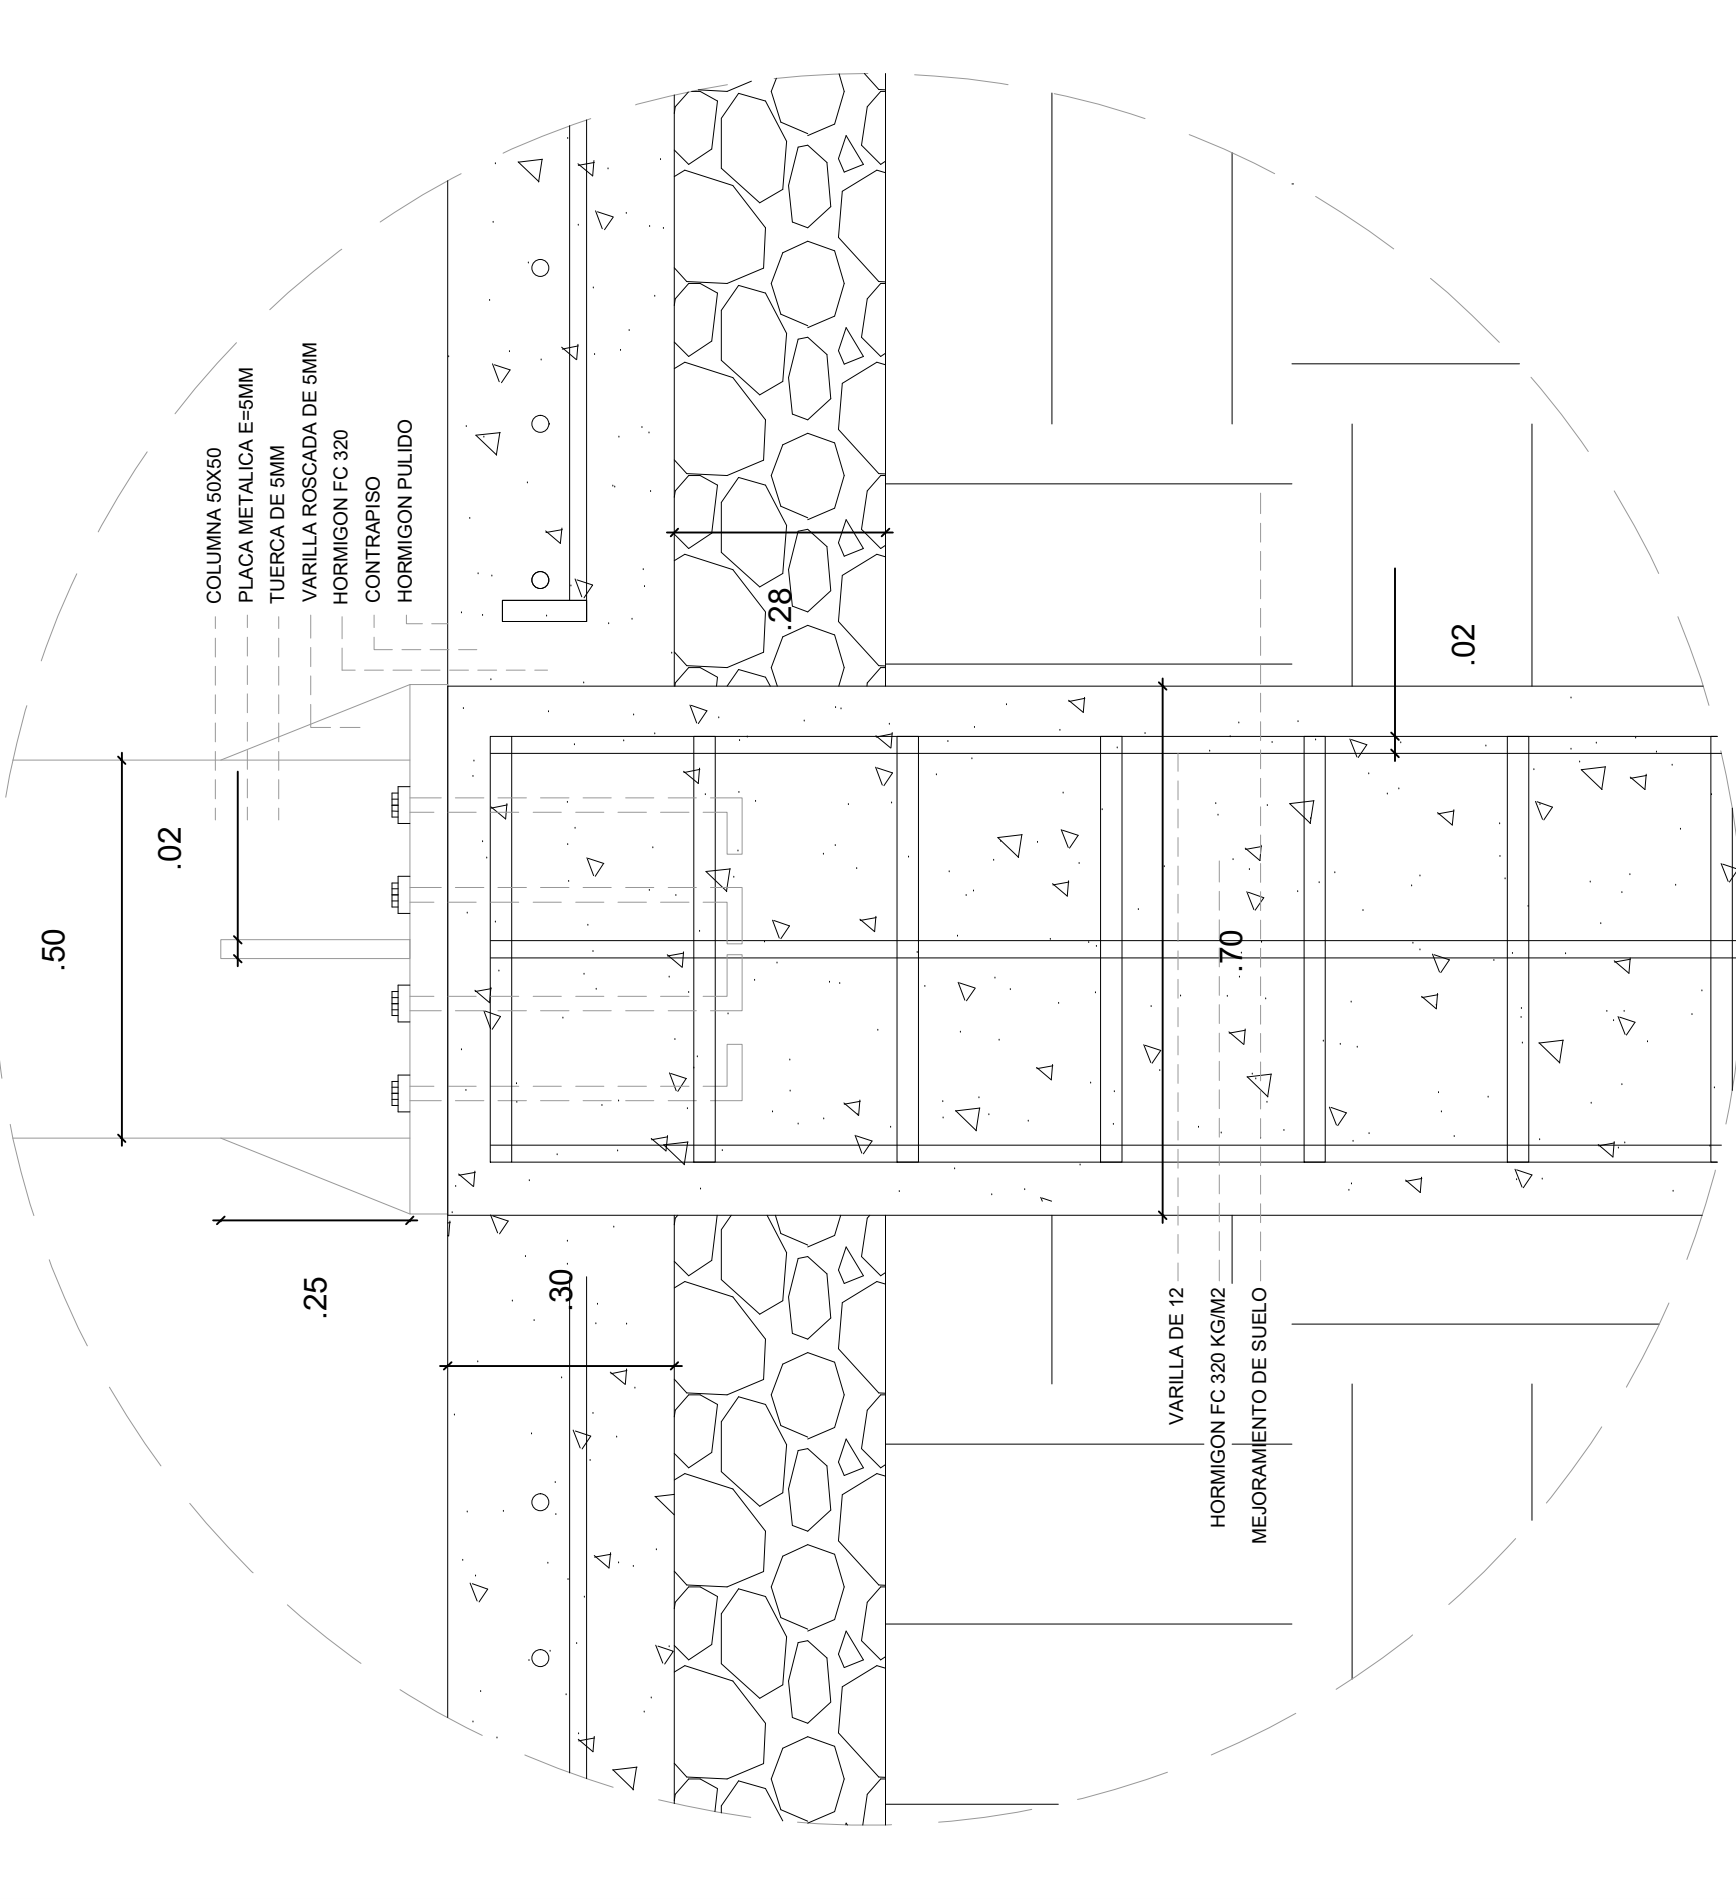 COLUMNA 50X50
PLACA METALICA E=5MM
TUERCA DE 5MM
VARILLA ROSCADA DE 5MM
HORMIGON FC 320
CONTRAPISO
HORMIGON PULIDO
.50
.02
.25
.30
.28
.70
.02
VARILLA DE 12
HORMIGON FC 320 KG/M2
MEJORAMIENTO DE SUELO